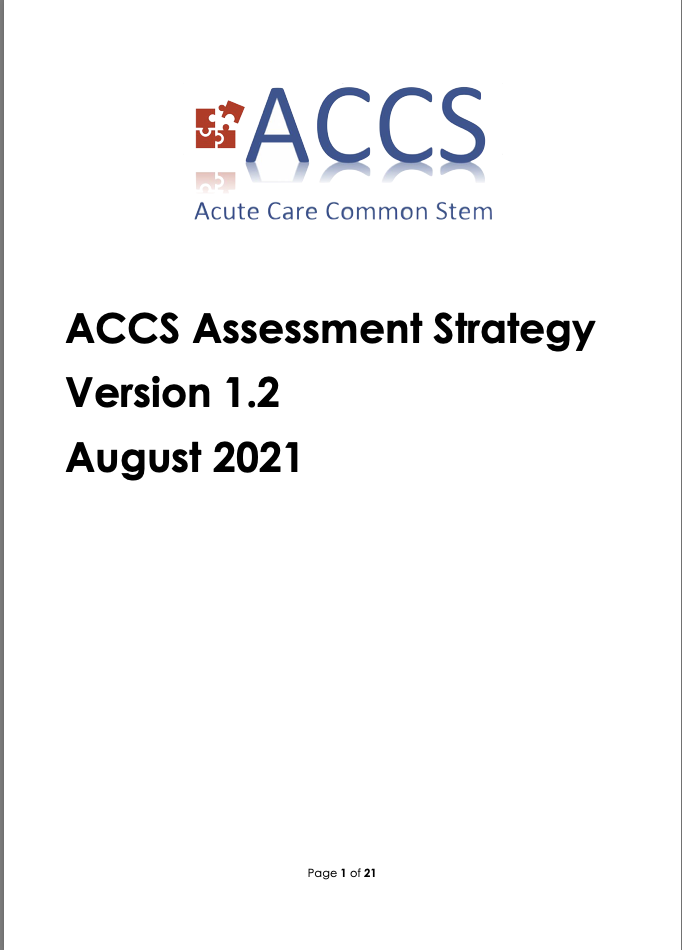 ACCS
Acute Care Common Stem
ACCS Assessment Strategy
Version 1.2
August 2021
Page 1 of 21